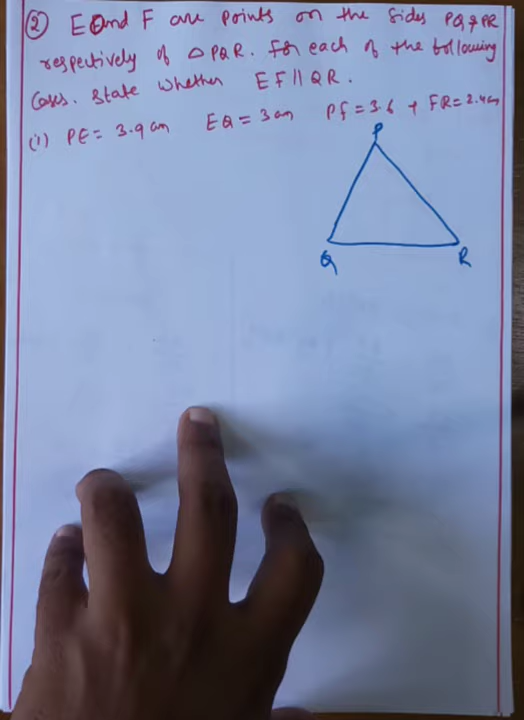 ② E and F are points on the sides PQ & PR
respectively of △PQR. For each of the following
Cases. State whether EF || QR.
(i) PE = 3.9 cm EQ = 3 cm PF = 3.6 & FR = 2.4 cm
P
Q R